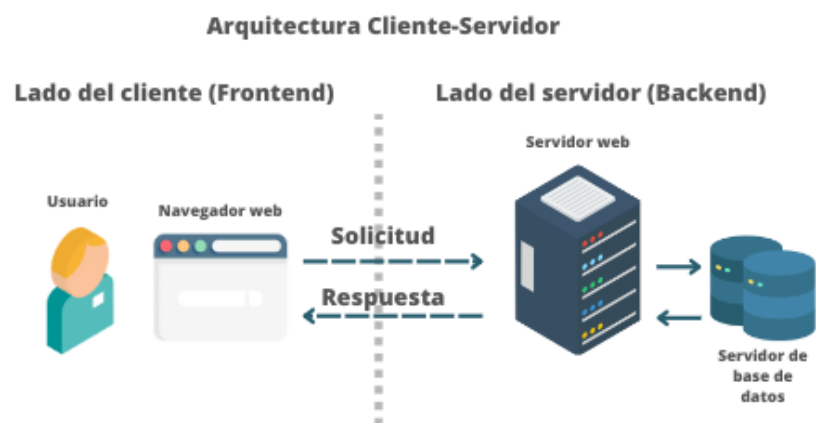 Arquitectura Cliente-Servidor
Lado del cliente (Frontend)
Lado del servidor (Backend)
Servidor web
Usuario
Navegador web
Solicitud
Respuesta
Servidor de
base de
datos